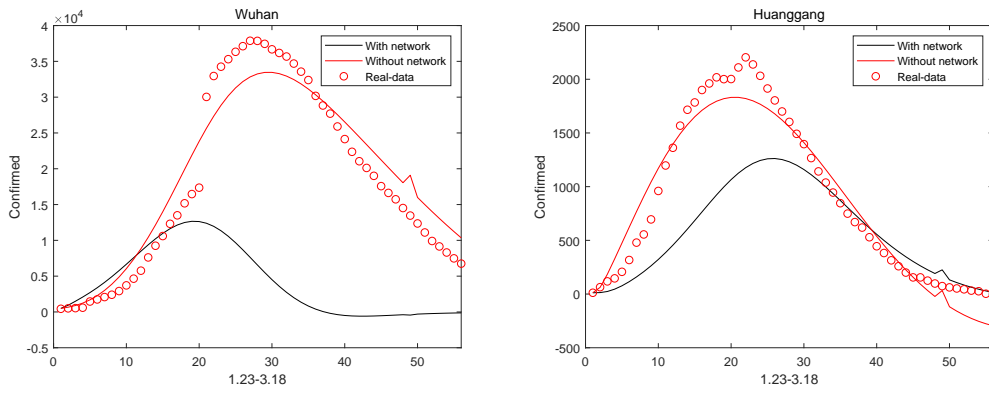 Wuhan
×10⁴
4
3.5
3
2.5
2
1.5
1
0.5
0
-0.5
Confirmed
With network
Without network
Real-data
0 10 20 30 40 50
1.23-3.18
Huanggang
2500
2000
1500
1000
500
0
-500
Confirmed
With network
Without network
Real-data
0 10 20 30 40 50
1.23-3.18